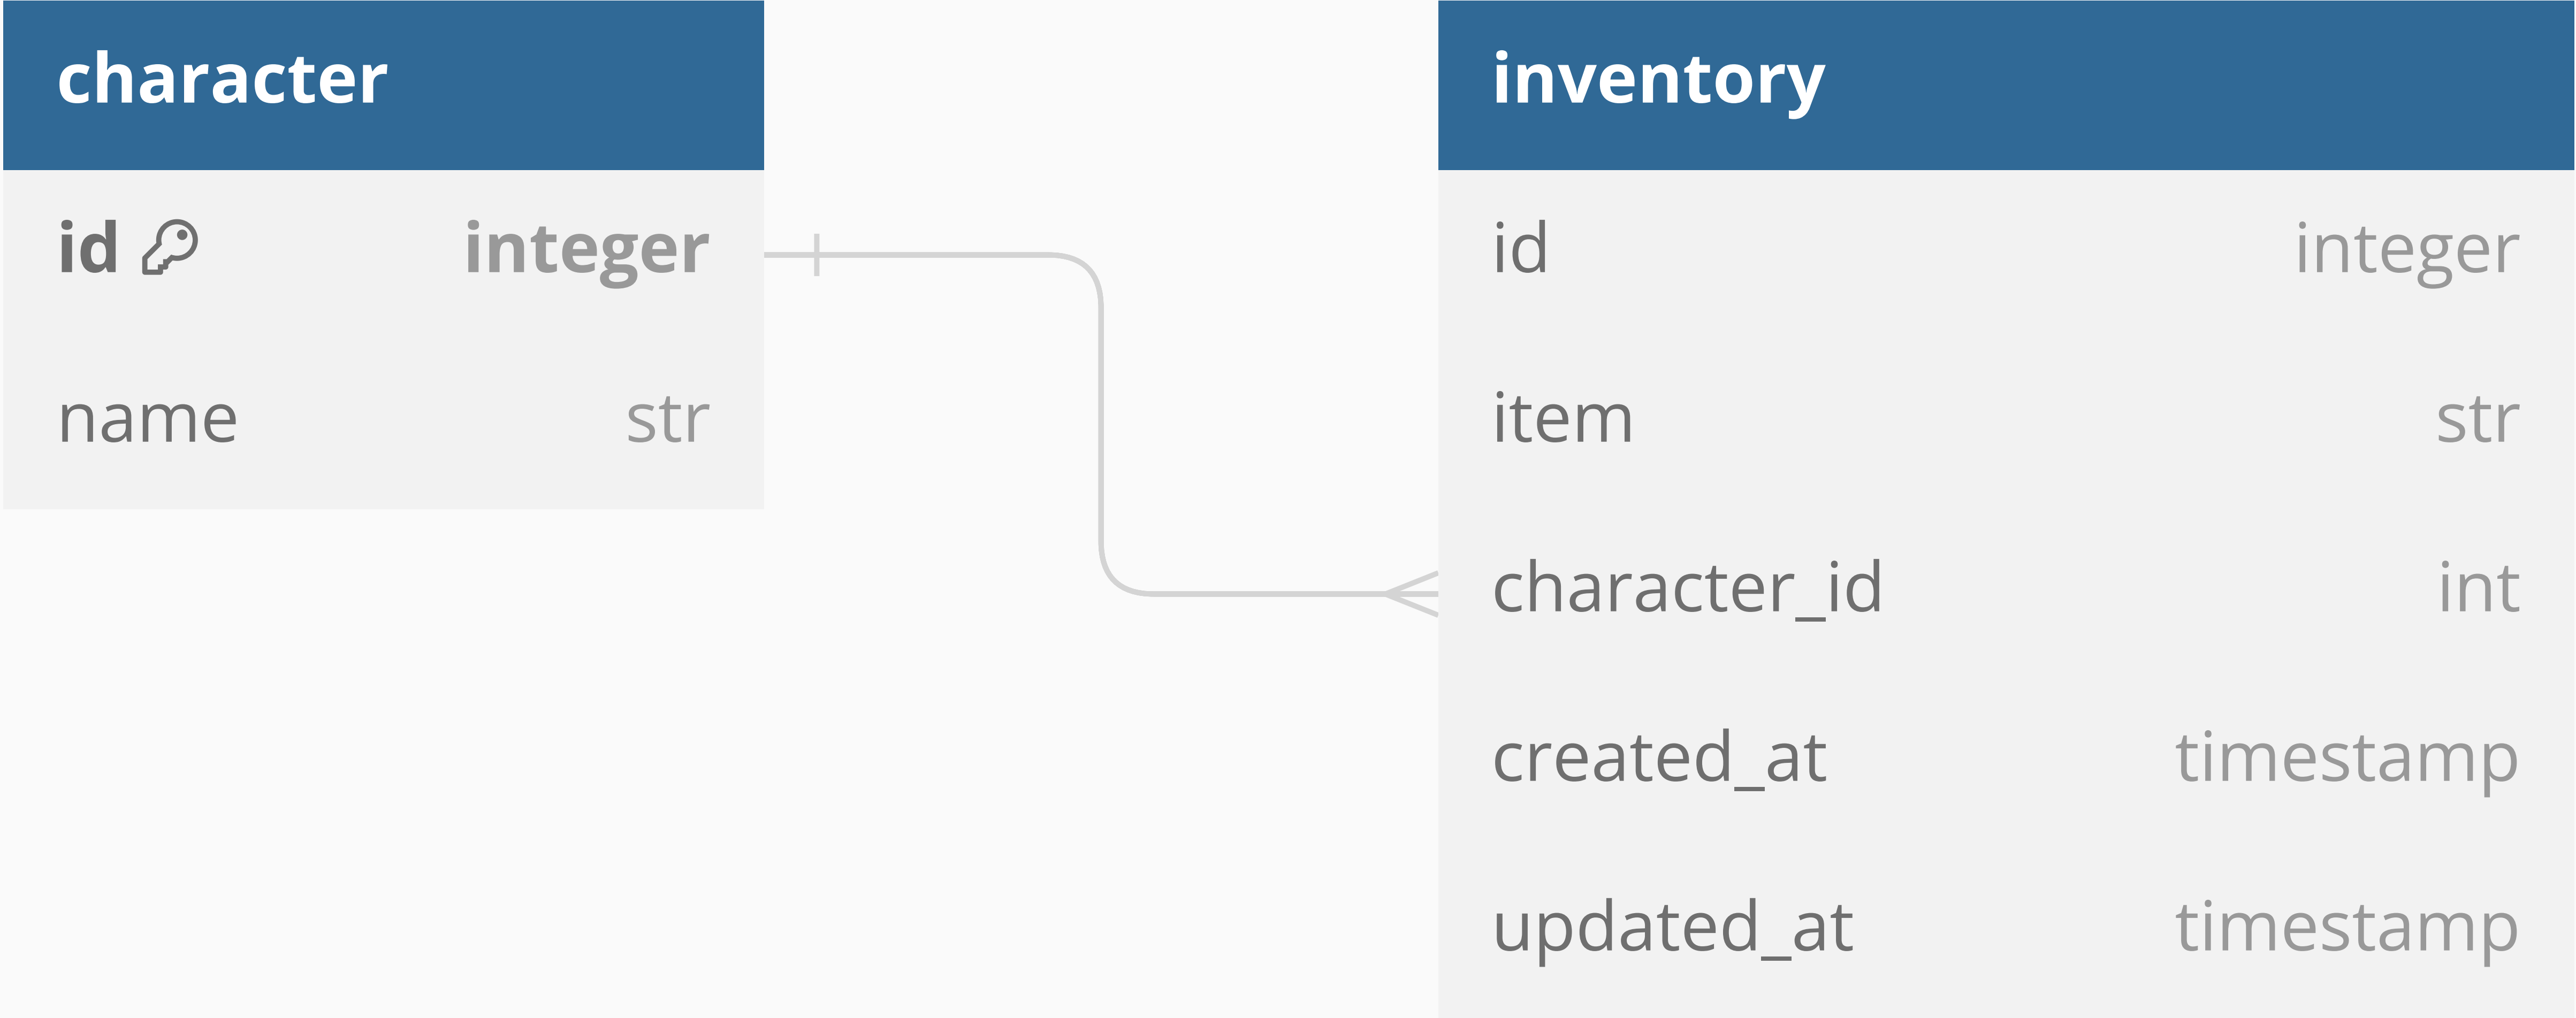 character
id integer
name str
inventory
id integer
item str
character_id int
created_at timestamp
updated_at timestamp